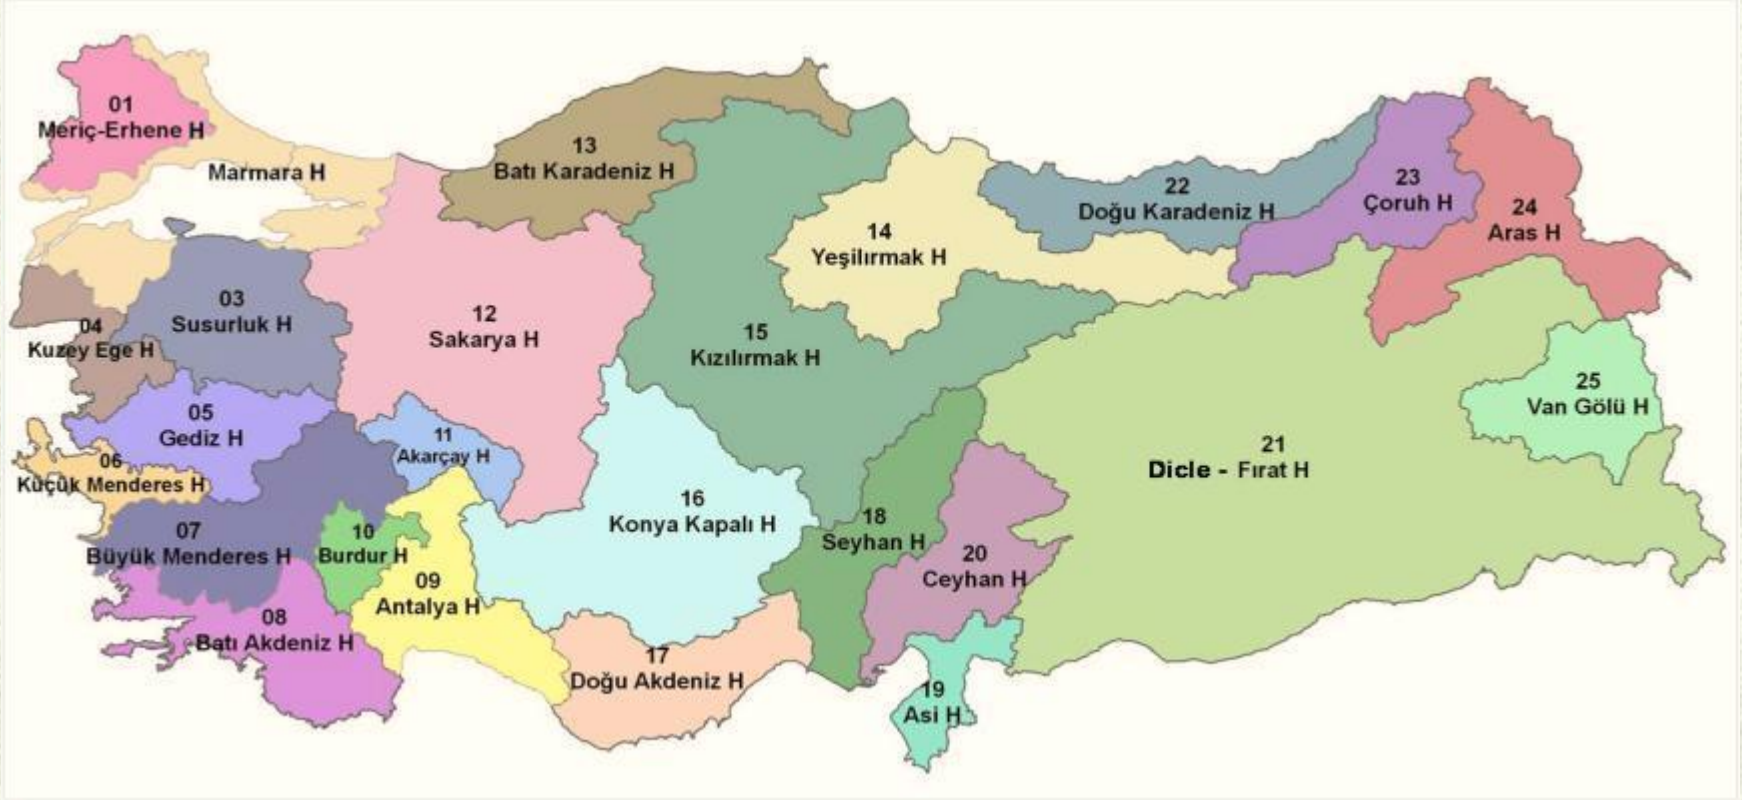 01
Meriç-Erhene H
Marmara H
03
Susurluk H
04
Kuzey Ege H
05
Gediz H
06
Küçük Menderes H
07
Büyük Menderes H
08
Batı Akdeniz H
09
Antalya H
10
Burdur H
11
Akarçay H
12
Sakarya H
13
Batı Karadeniz H
14
Yeşilırmak H
15
Kızılırmak H
16
Konya Kapalı H
17
Doğu Akdeniz H
18
Seyhan H
19
Asi H
20
Ceyhan H
21
Dicle - Fırat H
22
Doğu Karadeniz H
23
Çoruh H
24
Aras H
25
Van Gölü H